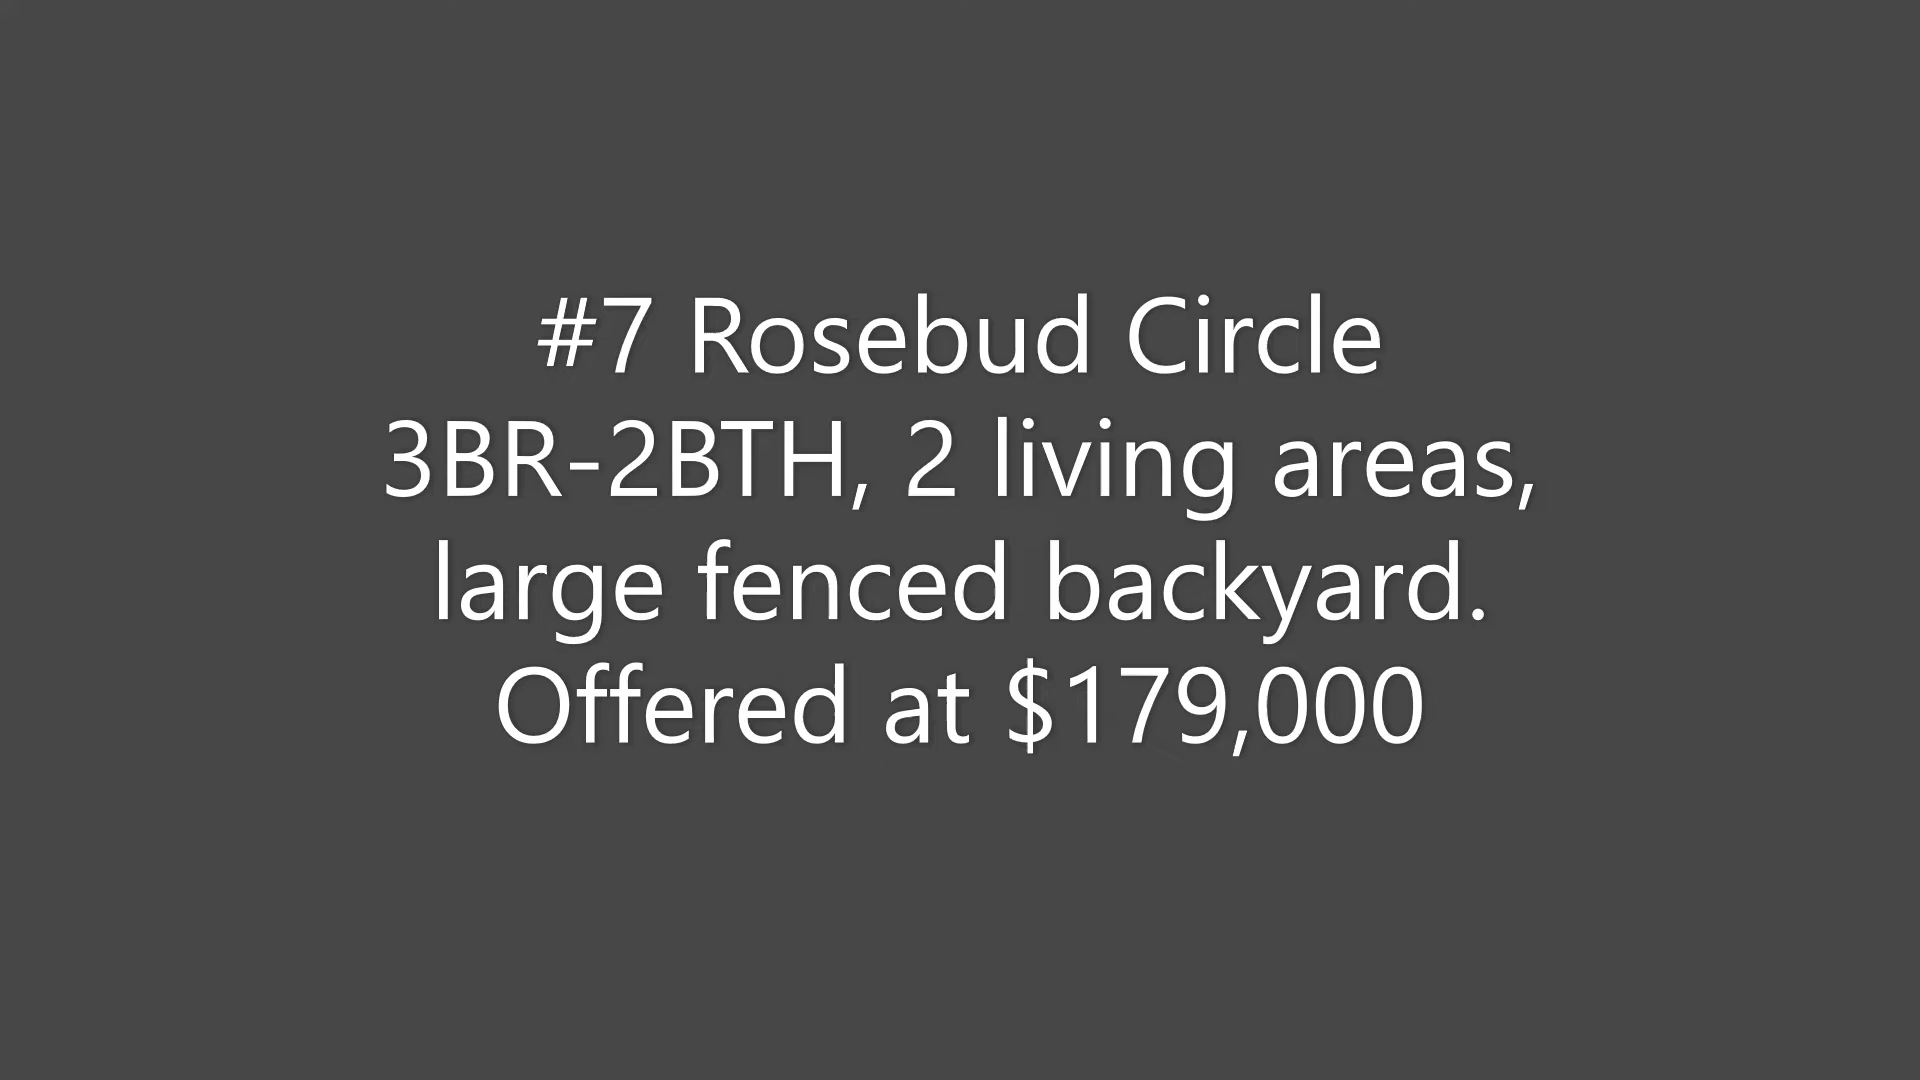 #7 Rosebud Circle
3BR-2BTH, 2 living areas,
large fenced backyard.
Offered at $179,000